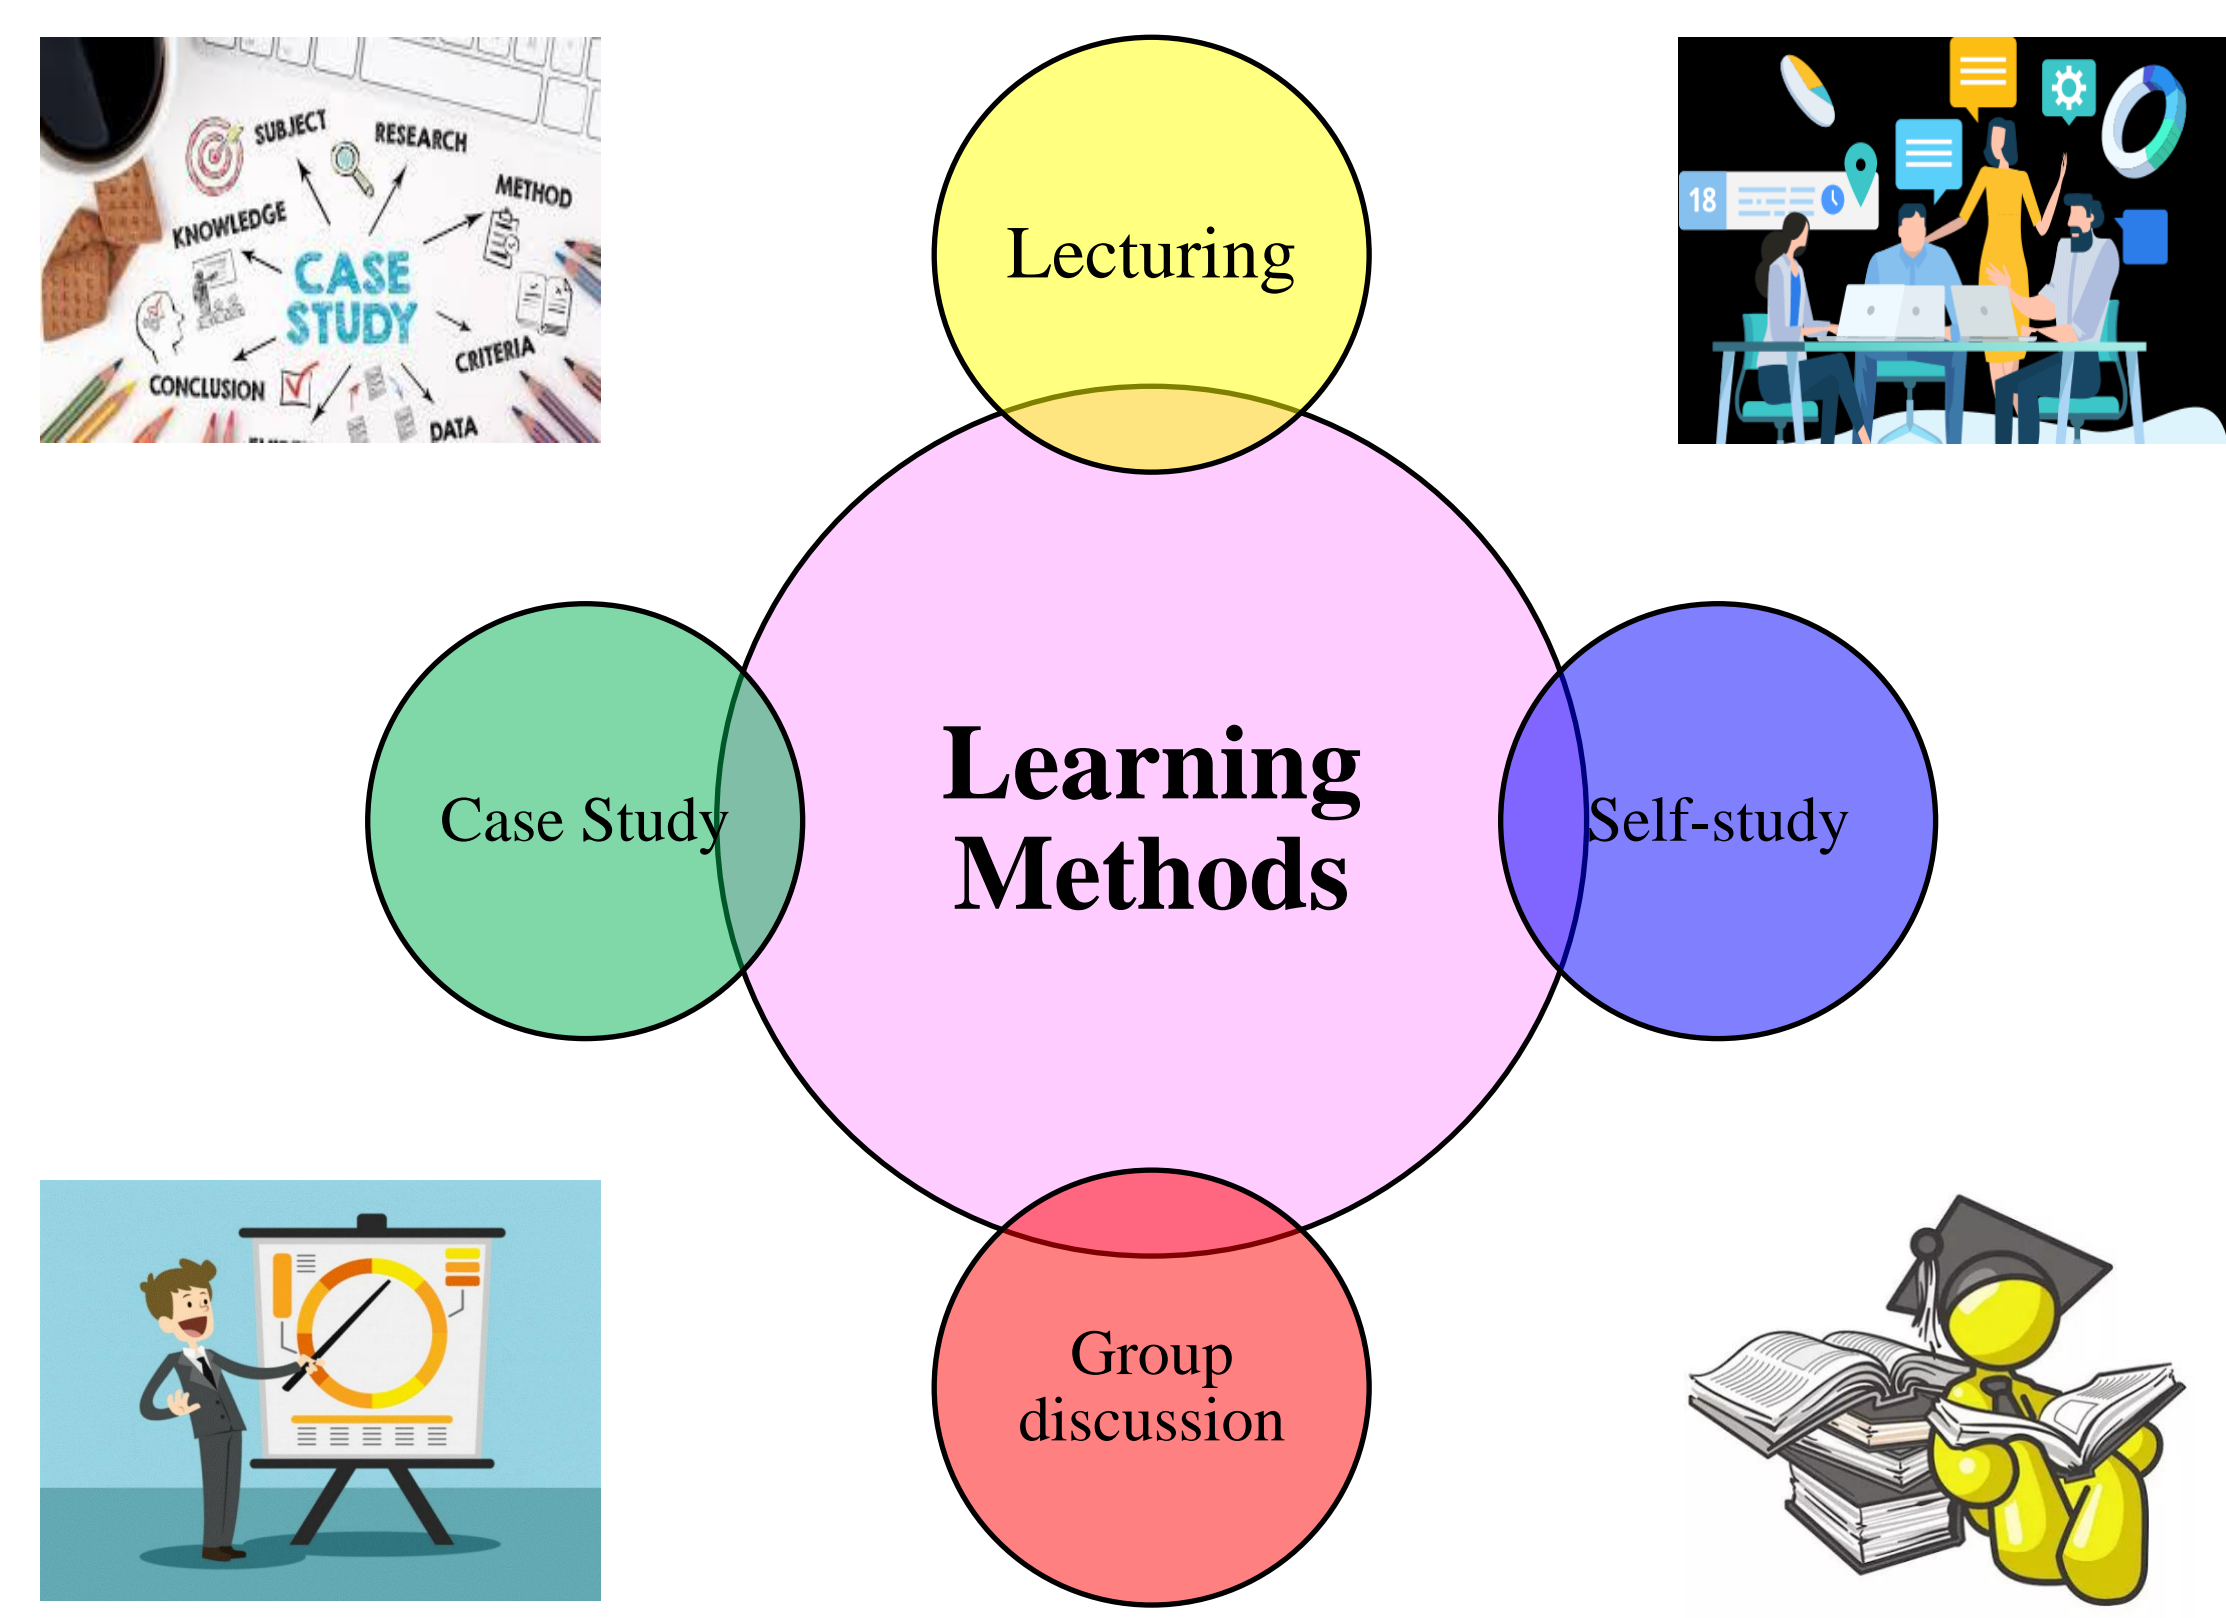 SUBJECT
RESEARCH
METHOD
KNOWLEDGE
CASE
STUDY
CRITERIA
CONCLUSION
DATA
Lecturing
18
Case Study
Learning
Methods
Self-study
Group
discussion